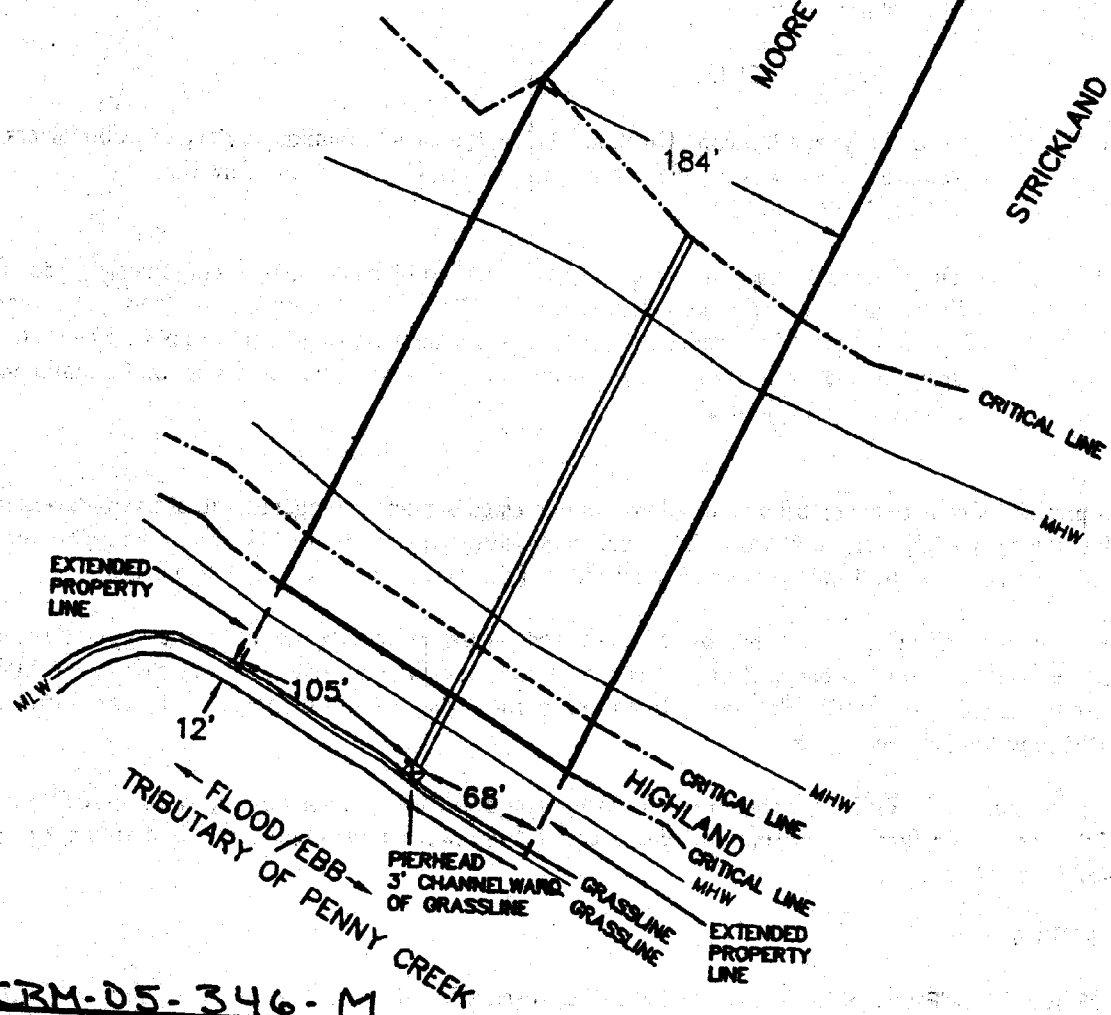 MOORE
STRICKLAND
184'
CRITICAL LINE
MHW
EXTENDED
PROPERTY
LINE
MLW
105'
12'
68'
FLOOD/EBB
TRIBUTARY OF PENNY CREEK
PIERHEAD
3' CHANNELWARD
OF GRASSLINE
HIGHLAND
CRITICAL LINE
MHW
CRITICAL LINE
MHW
GRASSLINE
GRASSLINE
EXTENDED
PROPERTY
LINE
CBM-05-346-M